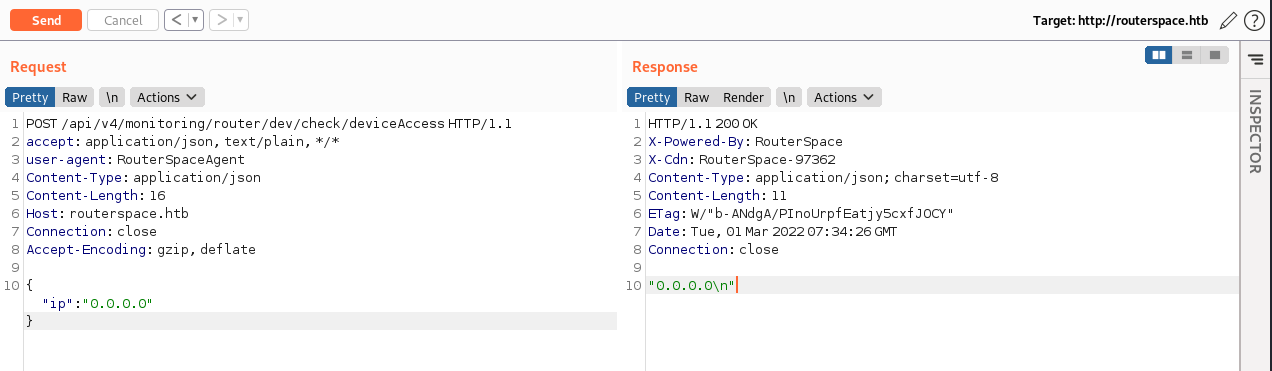 Send Cancel < ▾ > ▾ Target: http://routerspace.htb
Request
Pretty Raw \n Actions
1 POST /api/v4/monitoring/router/dev/check/deviceAccess HTTP/1.1
2 accept: application/json, text/plain, */*
3 user-agent: RouterSpaceAgent
4 Content-Type: application/json
5 Content-Length: 16
6 Host: routerspace.htb
7 Connection: close
8 Accept-Encoding: gzip, deflate
9
10 {
"ip":"0.0.0.0"
}
Response
Pretty Raw Render \n Actions
1 HTTP/1.1 200 OK
2 X-Powered-By: RouterSpace
3 X-Cdn: RouterSpace-97362
4 Content-Type: application/json; charset=utf-8
5 Content-Length: 11
6 ETag: W/"b-ANdgA/PInoUrpfEatjy5cxfJOCY"
7 Date: Tue, 01 Mar 2022 07:34:26 GMT
8 Connection: close
9
10 "0.0.0.0\n"
INSPECTOR